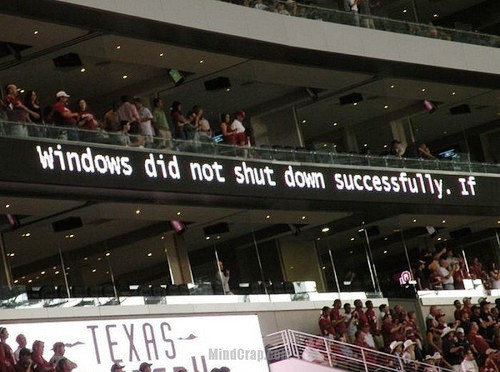 Windows did not shut down successfully. If
TEXAS
MindCrap.